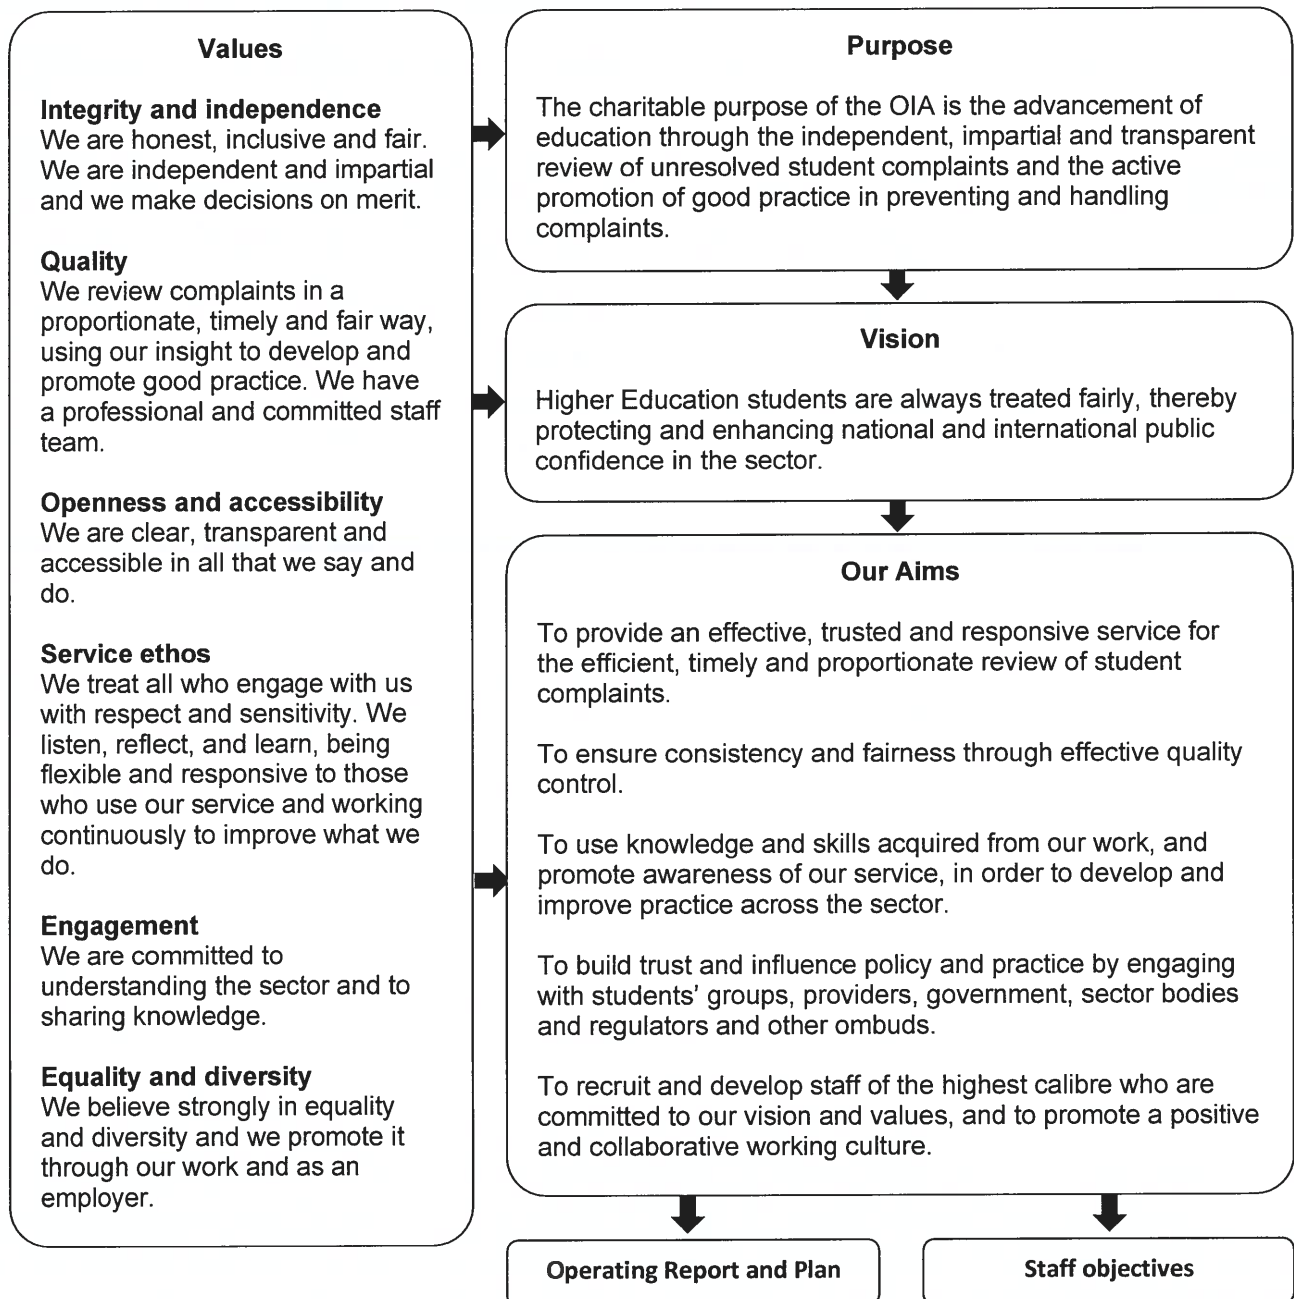 Values
Integrity and independence
We are honest, inclusive and fair.
We are independent and impartial
and we make decisions on merit.
Quality
We review complaints in a
proportionate, timely and fair way,
using our insight to develop and
promote good practice. We have
a professional and committed staff
team.
Openness and accessibility
We are clear, transparent and
accessible in all that we say and
do.
Service ethos
We treat all who engage with us
with respect and sensitivity. We
listen, reflect, and learn, being
flexible and responsive to those
who use our service and working
continuously to improve what we
do.
Engagement
We are committed to
understanding the sector and to
sharing knowledge.
Equality and diversity
We believe strongly in equality
and diversity and we promote it
through our work and as an
employer.
Purpose
The charitable purpose of the OIA is the advancement of
education through the independent, impartial and transparent
review of unresolved student complaints and the active
promotion of good practice in preventing and handling
complaints.
Vision
Higher Education students are always treated fairly, thereby
protecting and enhancing national and international public
confidence in the sector.
Our Aims
To provide an effective, trusted and responsive service for
the efficient, timely and proportionate review of student
complaints.
To ensure consistency and fairness through effective quality
control.
To use knowledge and skills acquired from our work, and
promote awareness of our service, in order to develop and
improve practice across the sector.
To build trust and influence policy and practice by engaging
with students' groups, providers, government, sector bodies
and regulators and other ombuds.
To recruit and develop staff of the highest calibre who are
committed to our vision and values, and to promote a positive
and collaborative working culture.
Operating Report and Plan
Staff objectives